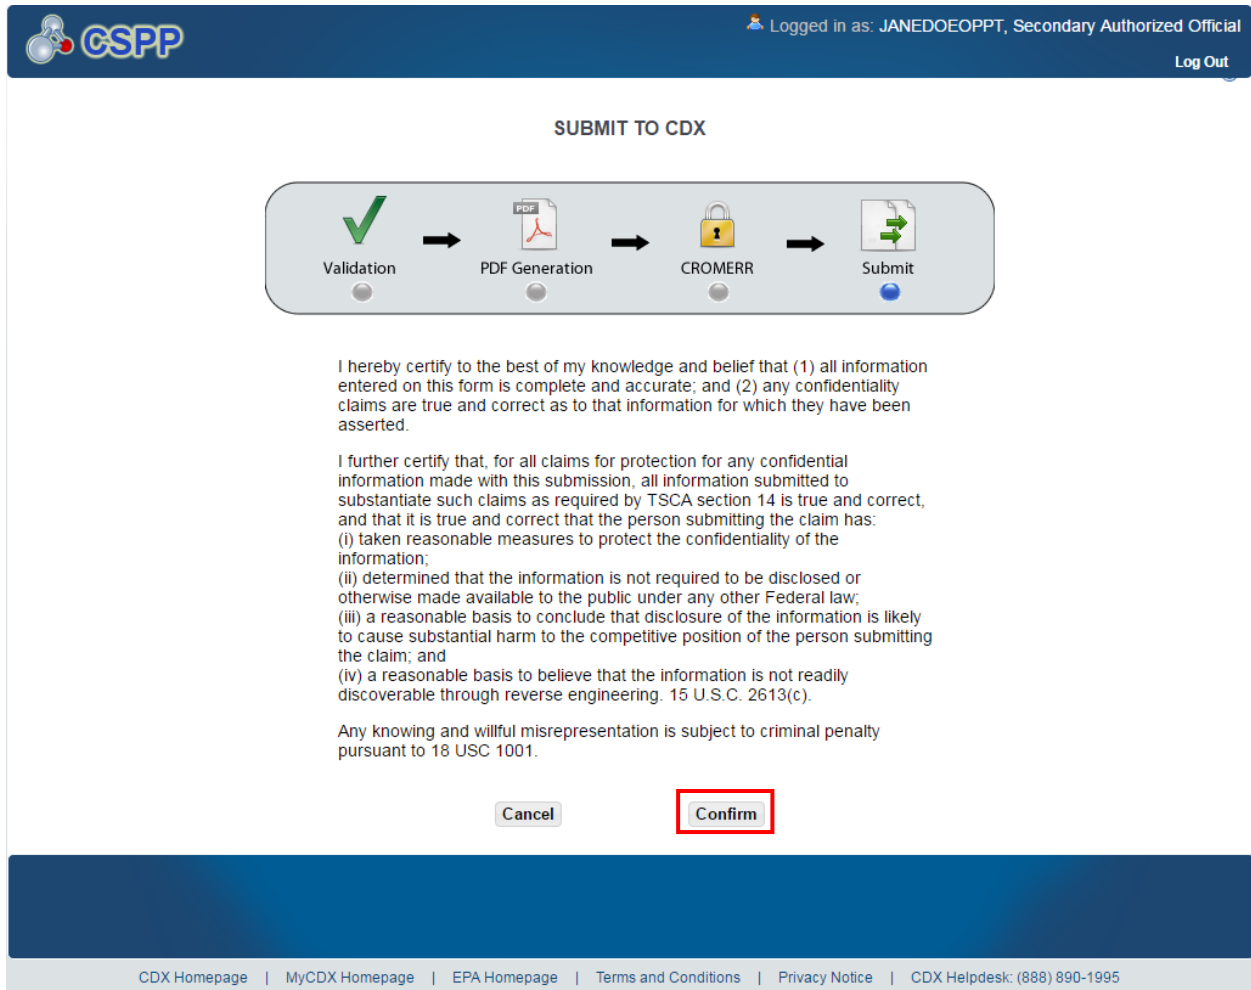 CSPP
Logged in as: JANEDOEOPPT, Secondary Authorized Official
Log Out
SUBMIT TO CDX
PDF
Validation
PDF Generation
CROMERR
Submit
I hereby certify to the best of my knowledge and belief that (1) all information
entered on this form is complete and accurate; and (2) any confidentiality
claims are true and correct as to that information for which they have been
asserted.
I further certify that, for all claims for protection for any confidential
information made with this submission, all information submitted to
substantiate such claims as required by TSCA section 14 is true and correct,
and that it is true and correct that the person submitting the claim has:
(i) taken reasonable measures to protect the confidentiality of the
information;
(ii) determined that the information is not required to be disclosed or
otherwise made available to the public under any other Federal law;
(iii) a reasonable basis to conclude that disclosure of the information is likely
to cause substantial harm to the competitive position of the person submitting
the claim; and
(iv) a reasonable basis to believe that the information is not readily
discoverable through reverse engineering. 15 U.S.C. 2613(c).
Any knowing and willful misrepresentation is subject to criminal penalty
pursuant to 18 USC 1001.
Cancel
Confirm
CDX Homepage | MyCDX Homepage | EPA Homepage | Terms and Conditions | Privacy Notice | CDX Helpdesk: (888) 890-1995